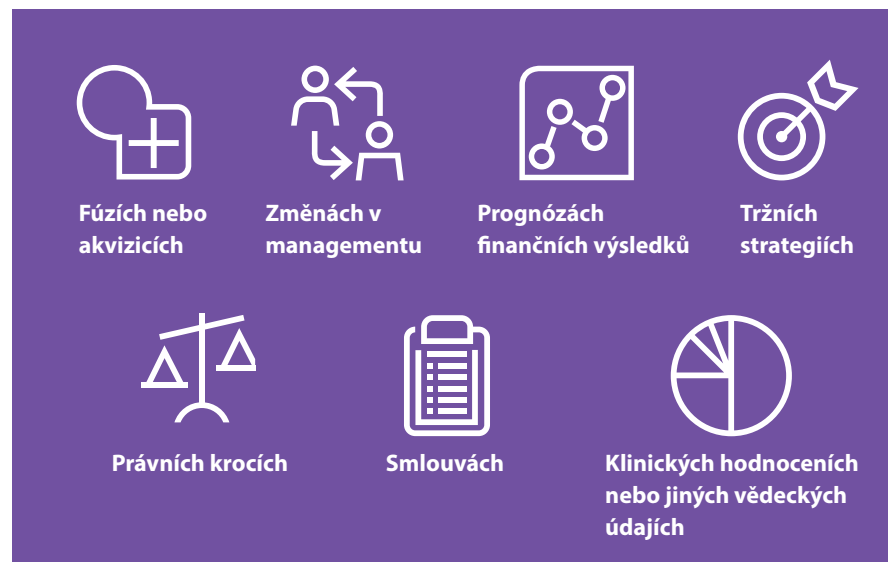 Fúzích nebo
akvizicích
Změnách v
managementu
Prognózách
finančních výsledků
Tržních
strategiích
Právních krocích
Smlouvách
Klinických hodnoceních
nebo jiných vědeckých
údajích